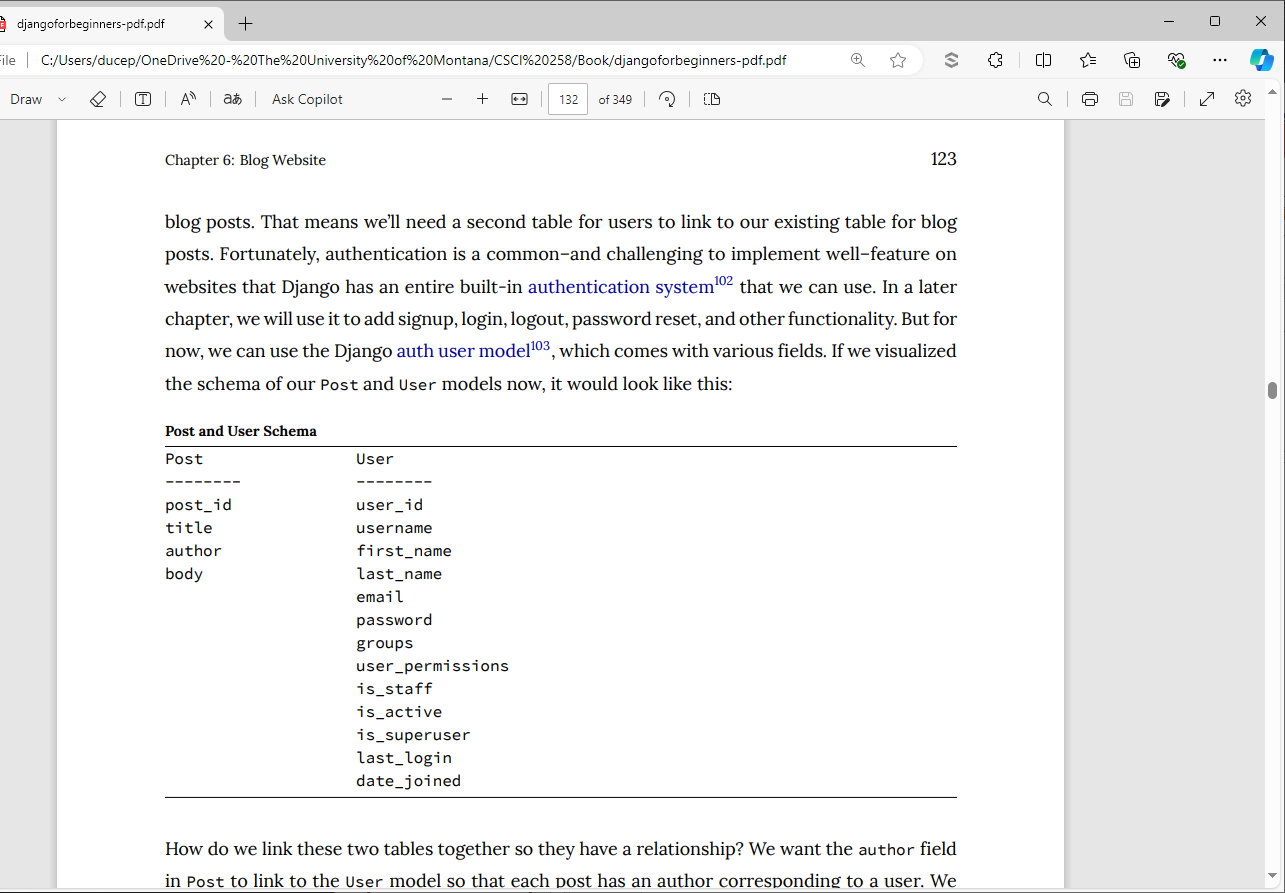 djangoforbeginners-pdf.pdf
File C:/Users/ducep/OneDrive%20-%20The%20University%20of%20Montana/CSCI%20258/Book/djangoforbeginners-pdf.pdf
Draw T A aあ Ask Copilot 132 of 349
Chapter 6: Blog Website 123
blog posts. That means we’ll need a second table for users to link to our existing table for blog
posts. Fortunately, authentication is a common–and challenging to implement well–feature on
websites that Django has an entire built-in authentication system102 that we can use. In a later
chapter, we will use it to add signup, login, logout, password reset, and other functionality. But for
now, we can use the Django auth user model103, which comes with various fields. If we visualized
the schema of our Post and User models now, it would look like this:
Post and User Schema
Post User
-------- --------
post_id user_id
title username
author first_name
body last_name
email
password
groups
user_permissions
is_staff
is_active
is_superuser
last_login
date_joined
How do we link these two tables together so they have a relationship? We want the author field
in Post to link to the User model so that each post has an author corresponding to a user. We